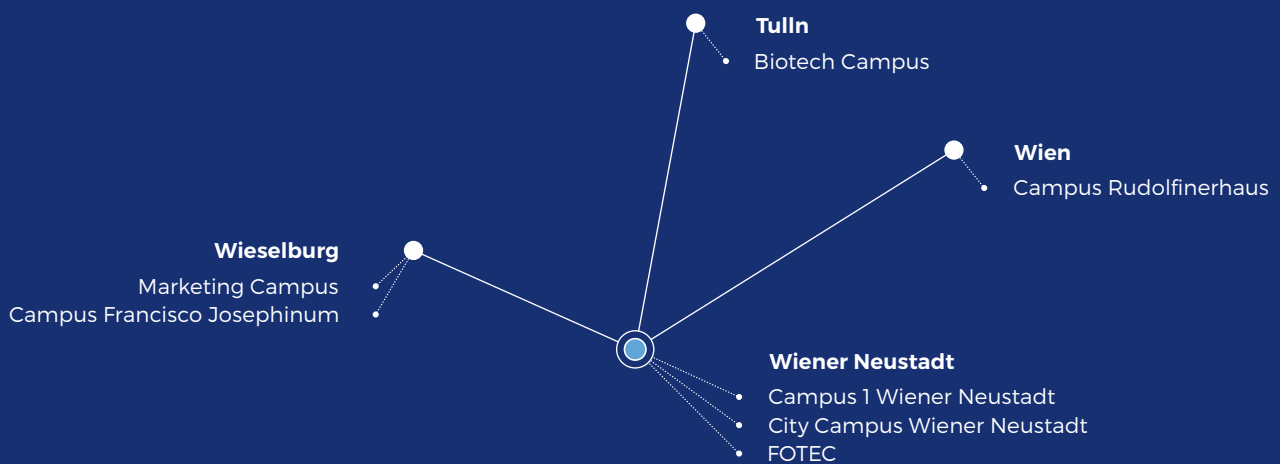 Tulln
Biotech Campus
Wien
Campus Rudolfinerhaus
Wieselburg
Marketing Campus
Campus Francisco Josephinum
Wiener Neustadt
Campus 1 Wiener Neustadt
City Campus Wiener Neustadt
FOTEC